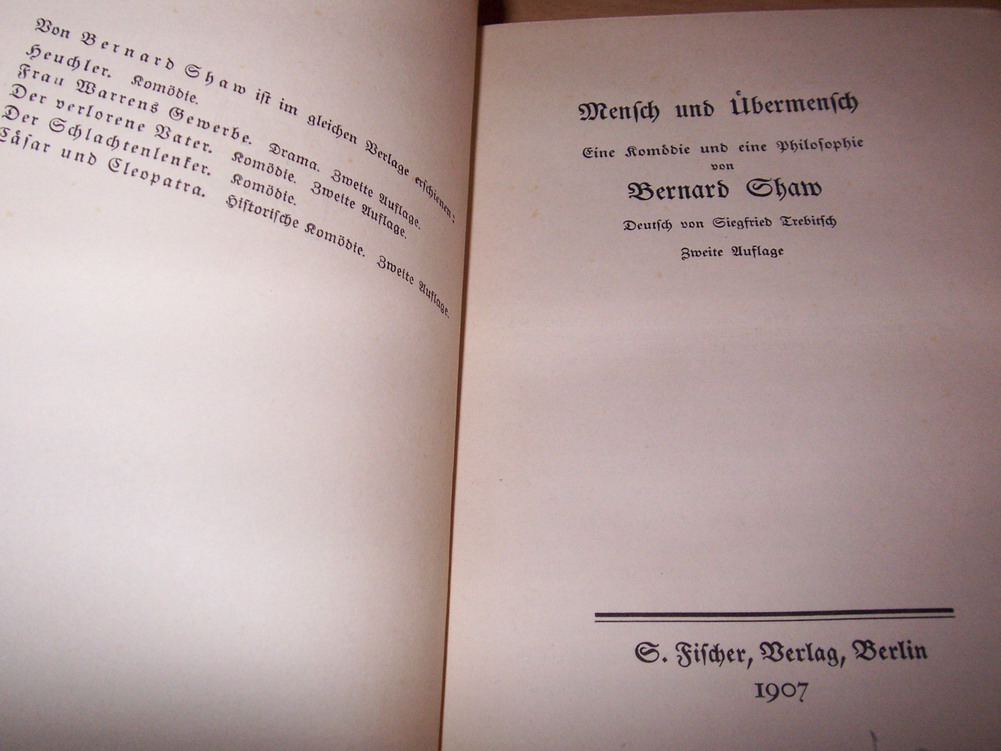 Von Bernard Shaw ist im gleichen Verlage erschienen:
Heuchler. Komödie.
Frau Warrens Gewerbe. Drama. Zweite Auflage.
Der verlorene Vater. Komödie. Zweite Auflage.
Der Schlachtenlenker. Komödie.
Cäsar und Cleopatra. Historische Komödie. Zweite Auflage.
Mensch und Übermensch
Eine Komödie und eine Philosophie
von
Bernard Shaw
Deutsch von Siegfried Trebitsch
Zweite Auflage
S. Fischer, Verlag, Berlin
1907